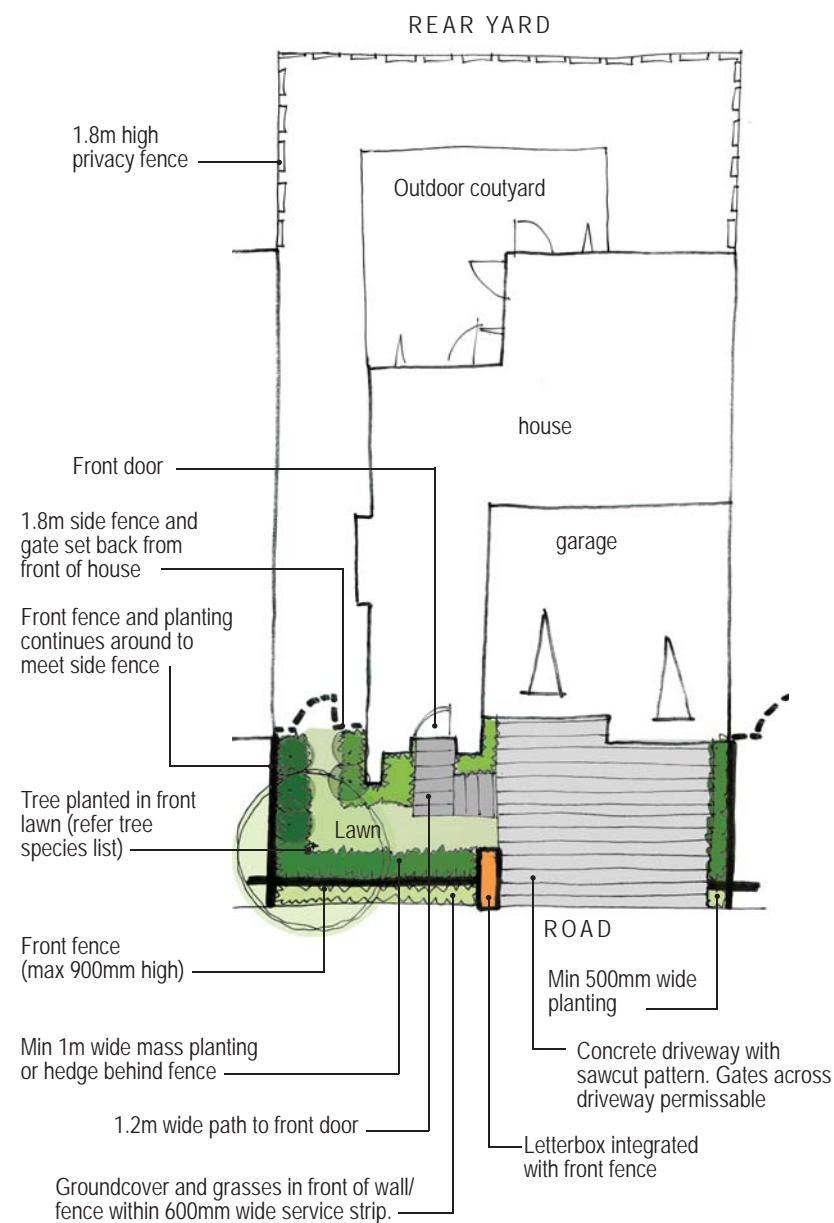 REAR YARD
1.8m high
privacy fence
Outdoor coutyard
house
Front door
1.8m side fence and
gate set back from
front of house
garage
Front fence and planting
continues around to
meet side fence
Tree planted in front
lawn (refer tree
species list)
Lawn
ROAD
Front fence
(max 900mm high)
Min 500mm wide
planting
Min 1m wide mass planting
or hedge behind fence
Concrete driveway with
sawcut pattern. Gates across
driveway permissable
1.2m wide path to front door
Letterbox integrated
with front fence
Groundcover and grasses in front of wall/
fence within 600mm wide service strip.